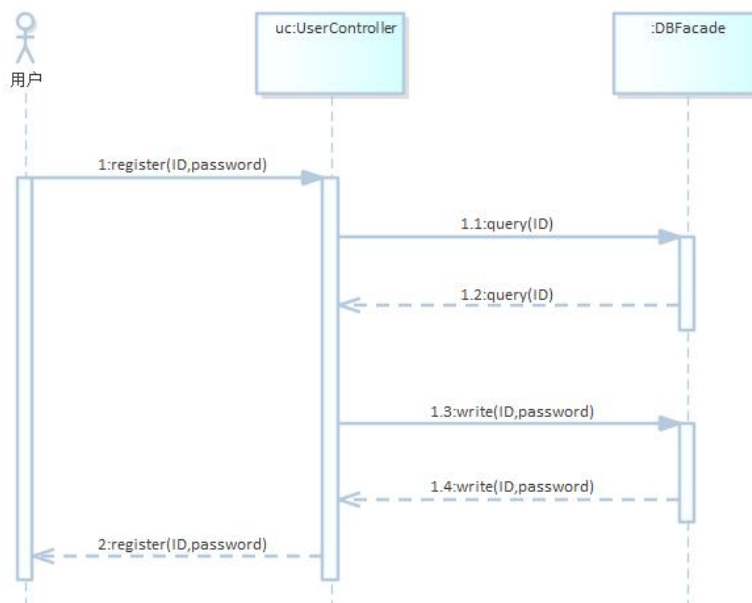 uc:UserController
:DBFacade
用户
1:register(ID,password)
1.1:query(ID)
1.2:query(ID)
1.3:write(ID,password)
1.4:write(ID,password)
2:register(ID,password)